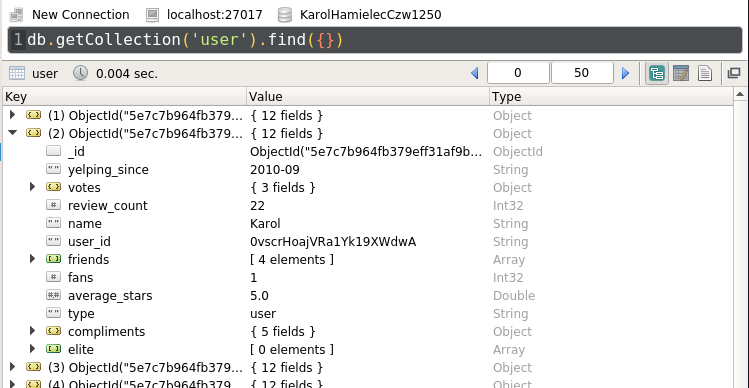 New Connection localhost:27017 KarolHamielecCzw1250
1 db.getCollection('user').find({})
user 0.004 sec. 0 50
Key Value Type
(1) ObjectId("5e7c7b964fb379... { 12 fields } Object
(2) ObjectId("5e7c7b964fb379... { 12 fields } Object
_id ObjectId("5e7c7b964fb379eff31af9b... ObjectId
yelping_since 2010-09 String
votes { 3 fields } Object
review_count 22 Int32
name Karol String
user_id 0vscrHoajVRa1Yk19XWdwA String
friends [ 4 elements ] Array
fans 1 Int32
average_stars 5.0 Double
type user String
compliments { 5 fields } Object
elite [ 0 elements ] Array
(3) ObjectId("5e7c7b964fb379... { 12 fields } Object
(4) ObjectId("5e7c7b964fb379... { 12 fields } Object